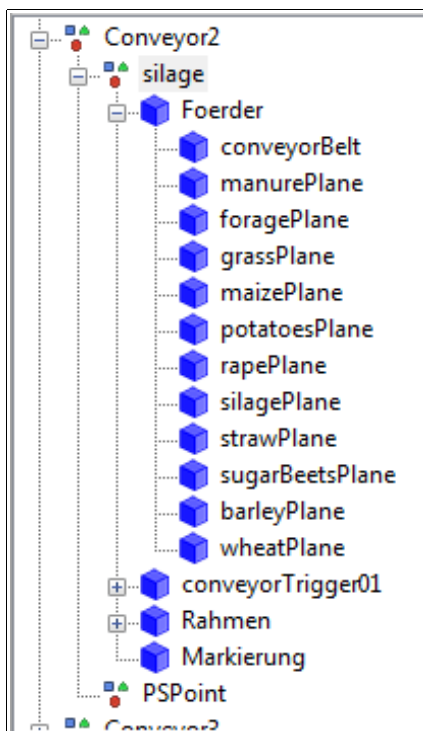 Conveyor2
silage
Foerder
conveyorBelt
manurePlane
foragePlane
grassPlane
maizePlane
potatoesPlane
rapePlane
silagePlane
strawPlane
sugarBeetsPlane
barleyPlane
wheatPlane
conveyorTrigger01
Rahmen
Markierung
PSPoint
Conveyor3